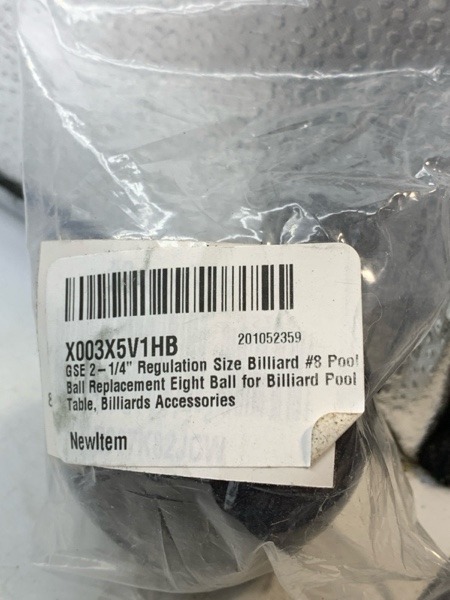 X003X5V1HB 201052359
GSE 2-1/4" Regulation Size Billiard #8 Pool
Ball Replacement Eight Ball for Billiard Pool
Table, Billiards Accessories
8
NewItem